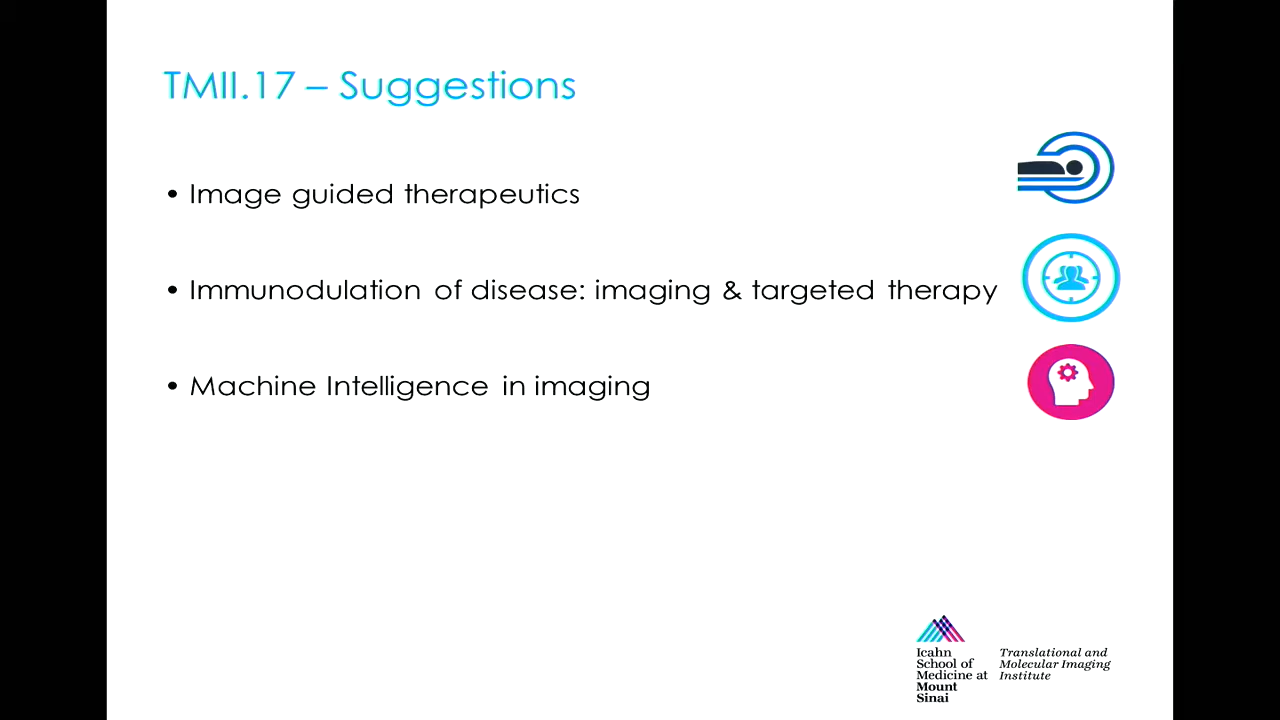 TMII.17 – Suggestions
• Image guided therapeutics
• Immunodulation of disease: imaging & targeted therapy
• Machine Intelligence in imaging
Icahn
School of
Medicine at
Mount
Sinai
Translational and
Molecular Imaging
Institute